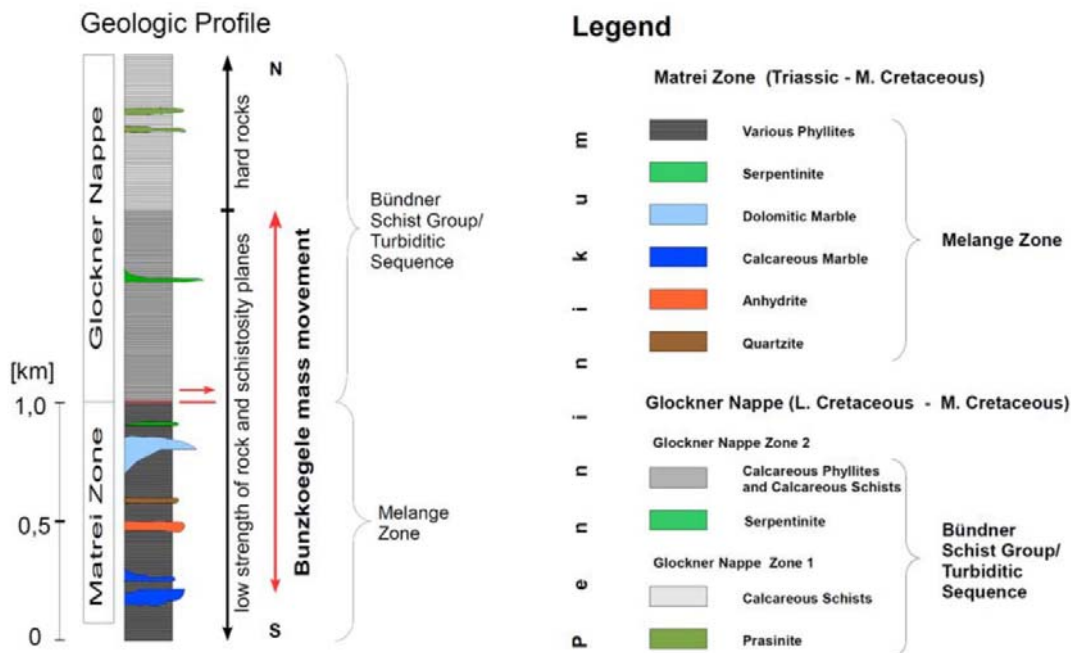 Geologic Profile
Glockner Nappe
Matrei Zone
[km]
1,0
0,5
0
hard rocks
low strength of rock and schistosity planes
N
S
Bunzkoegele mass movement
Bündner
Schist Group/
Turbiditic
Sequence
Melange
Zone
Legend
Penninikum
Matrei Zone (Triassic - M. Cretaceous)
Various Phyllites
Serpentinite
Dolomitic Marble
Calcareous Marble
Anhydrite
Quartzite
Melange Zone
Glockner Nappe (L. Cretaceous - M. Cretaceous)
Glockner Nappe Zone 2
Calcareous Phyllites
and Calcareous Schists
Serpentinite
Glockner Nappe Zone 1
Calcareous Schists
Prasinite
Bündner
Schist Group/
Turbiditic
Sequence